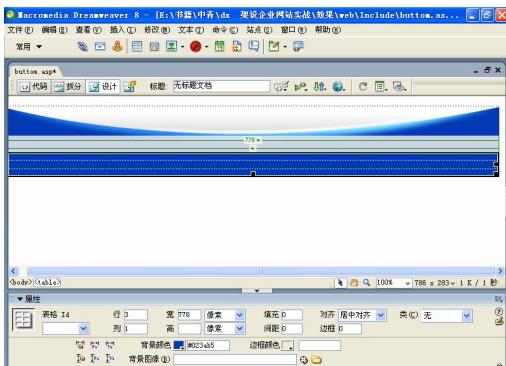 Macromedia Dreamweaver 8 - [E:\书籍\中青\dx 架设企业网站实战\效果\web\Include\buttom.as...
文件(F) 编辑(E) 查看(V) 插入(I) 修改(M) 文本(T) 命令(C) 站点(S) 窗口(W) 帮助(H)
常用
buttom.asp*
代码 拆分 设计 标题: 无标题文档
778
<body><table>
100% 786 x 283 1 K / 1 秒
属性
表格 Id 行 3 宽 778 像素 填充 0 对齐 居中对齐 类(C) 无
列 1 高 像素 间距 0 边框 0
背景颜色 #023ab5 边框颜色
背景图像(B)